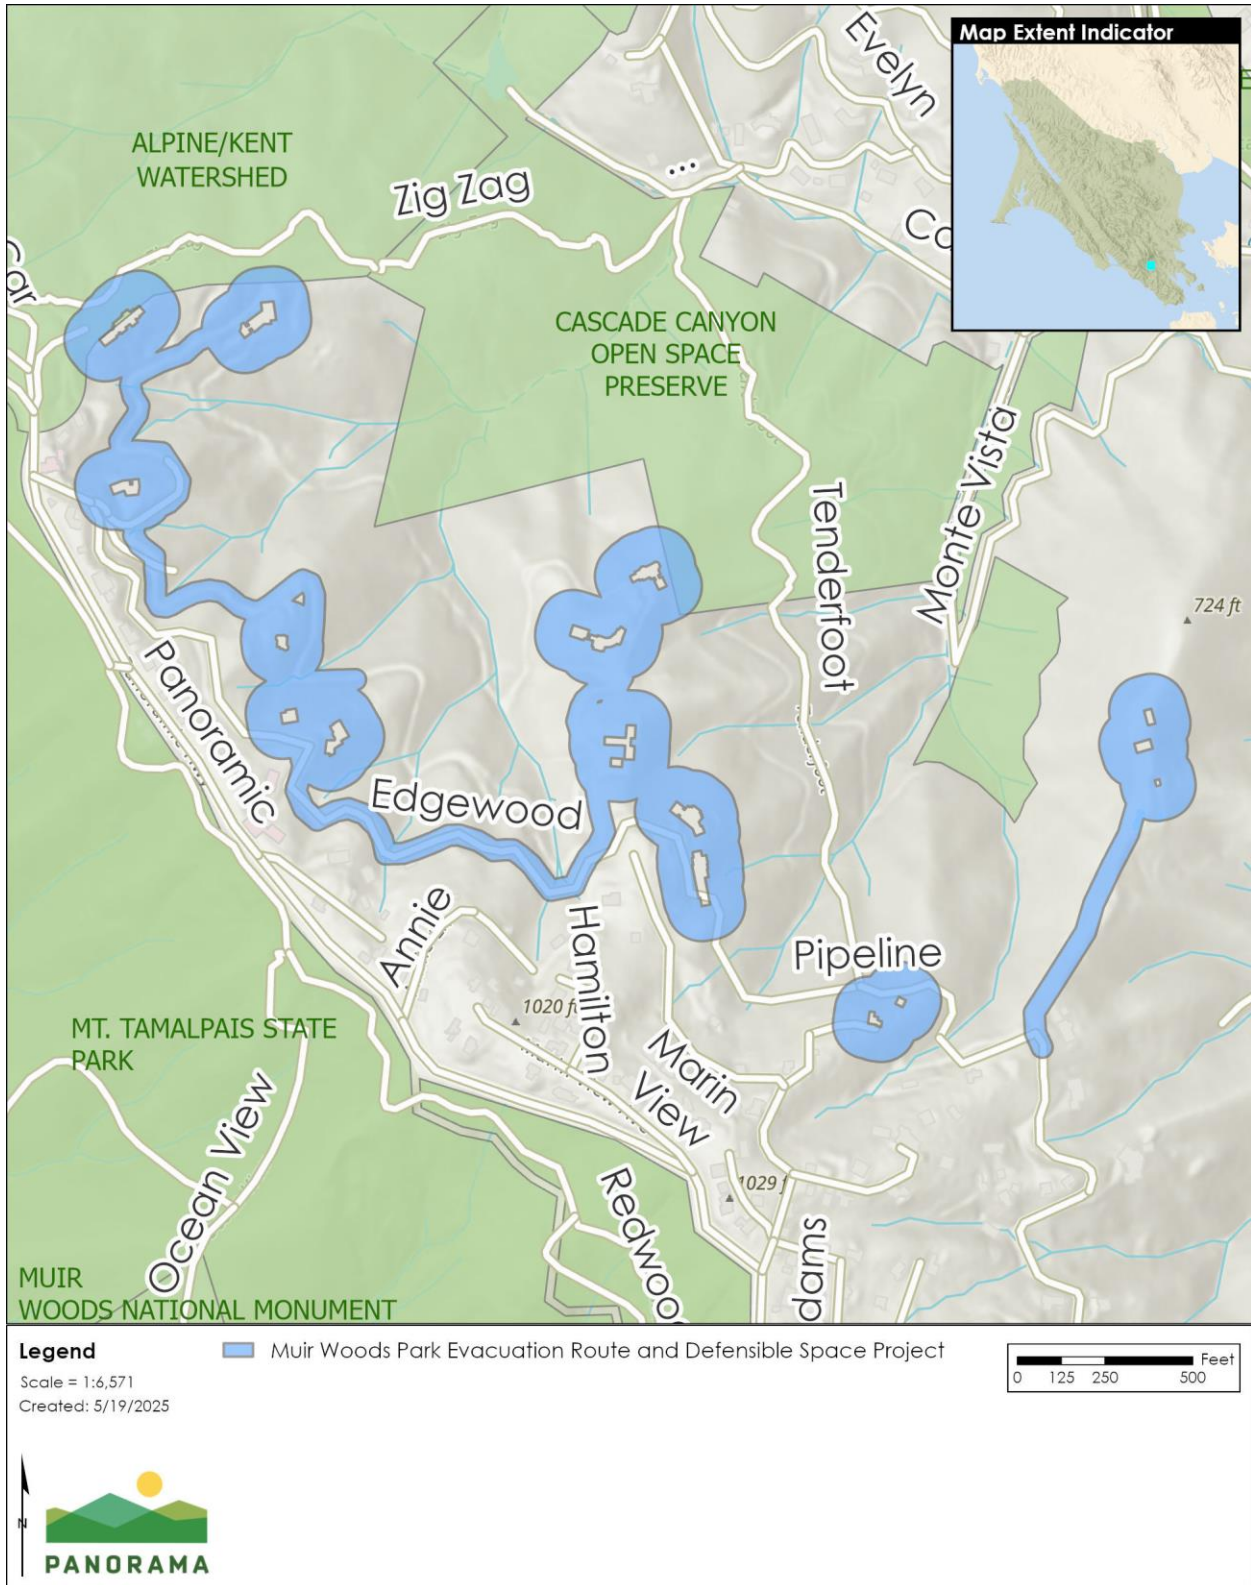 Map Extent Indicator
Evelyn
ALPINE/KENT
WATERSHED
Zig Zag
...
Co
Car
CASCADE CANYON
OPEN SPACE
PRESERVE
Monte Vista
Tenderfoot
724 ft
Panoramic
Edgewood
Annie
Hamilton
Pipeline
1020 ft
MT. TAMALPAIS STATE
PARK
Marin
View
Ocean View
Redwoo
1029 f
swadams
MUIR
WOODS NATIONAL MONUMENT
Legend
Muir Woods Park Evacuation Route and Defensible Space Project
Scale = 1:6,571
Created: 5/19/2025
Feet
0 125 250 500
N
PANORAMA